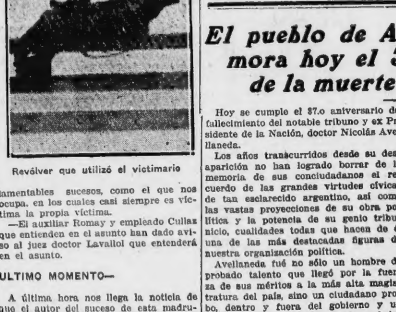 Revólver que utilizó el victimario
lamentables sucesos, como el que nos
ocupa, en los cuales casi siempre es víc-
tima la propia víctima.
—El auxiliar Romay y empleado Cullaz
que entienden en el asunto han dado avi-
so al juez doctor Lavallol que entenderá
en el asunto.
ULTIMO MOMENTO—
A última hora nos llega la noticia de
que el autor del suceso de esta madru-
El pueblo de A
mora hoy el
de la muerte
Hoy se cumple el 37.o aniversario de
fallecimiento del notable tribuno y ex Pr
sidente de la Nación, doctor Nicolás Ave
llaneda.
Los años transcurridos desde su des
aparición no han logrado borrar de l
memoria de sus conciudadanos el re
cuerdo de las grandes virtudes cívica
de tan esclarecido argentino, así com
las vastas proyecciones de su obra po
lítica y la potencia de su genio tribu
nicio, cualidades todas que hacen de é
una de las más destacadas figuras d
nuestra organización política.
Avellaneda fué no sólo un hombre d
probado talento que llegó por la fuer
za de sus méritos a la más alta magis
tratura del país, sino un ciudadano pro
bo, dentro y fuera del gobierno y u